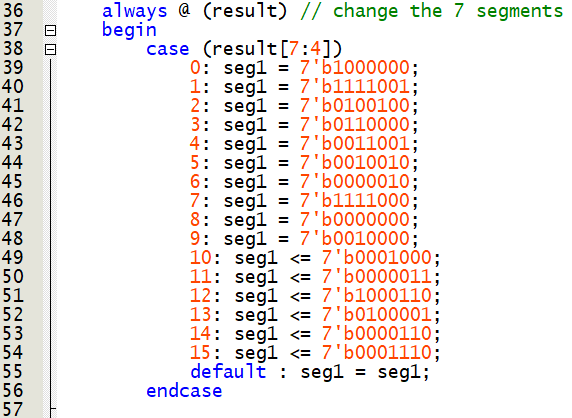 36 always @ (result) // change the 7 segments
37 begin
38 case (result[7:4])
39 0: seg1 = 7'b1000000;
40 1: seg1 = 7'b1111001;
41 2: seg1 = 7'b0100100;
42 3: seg1 = 7'b0110000;
43 4: seg1 = 7'b0011001;
44 5: seg1 = 7'b0010010;
45 6: seg1 = 7'b0000010;
46 7: seg1 = 7'b1111000;
47 8: seg1 = 7'b0000000;
48 9: seg1 = 7'b0010000;
49 10: seg1 <= 7'b0001000;
50 11: seg1 <= 7'b0000011;
51 12: seg1 <= 7'b1000110;
52 13: seg1 <= 7'b0100001;
53 14: seg1 <= 7'b0000110;
54 15: seg1 <= 7'b0001110;
55 default : seg1 = seg1;
56 endcase
57